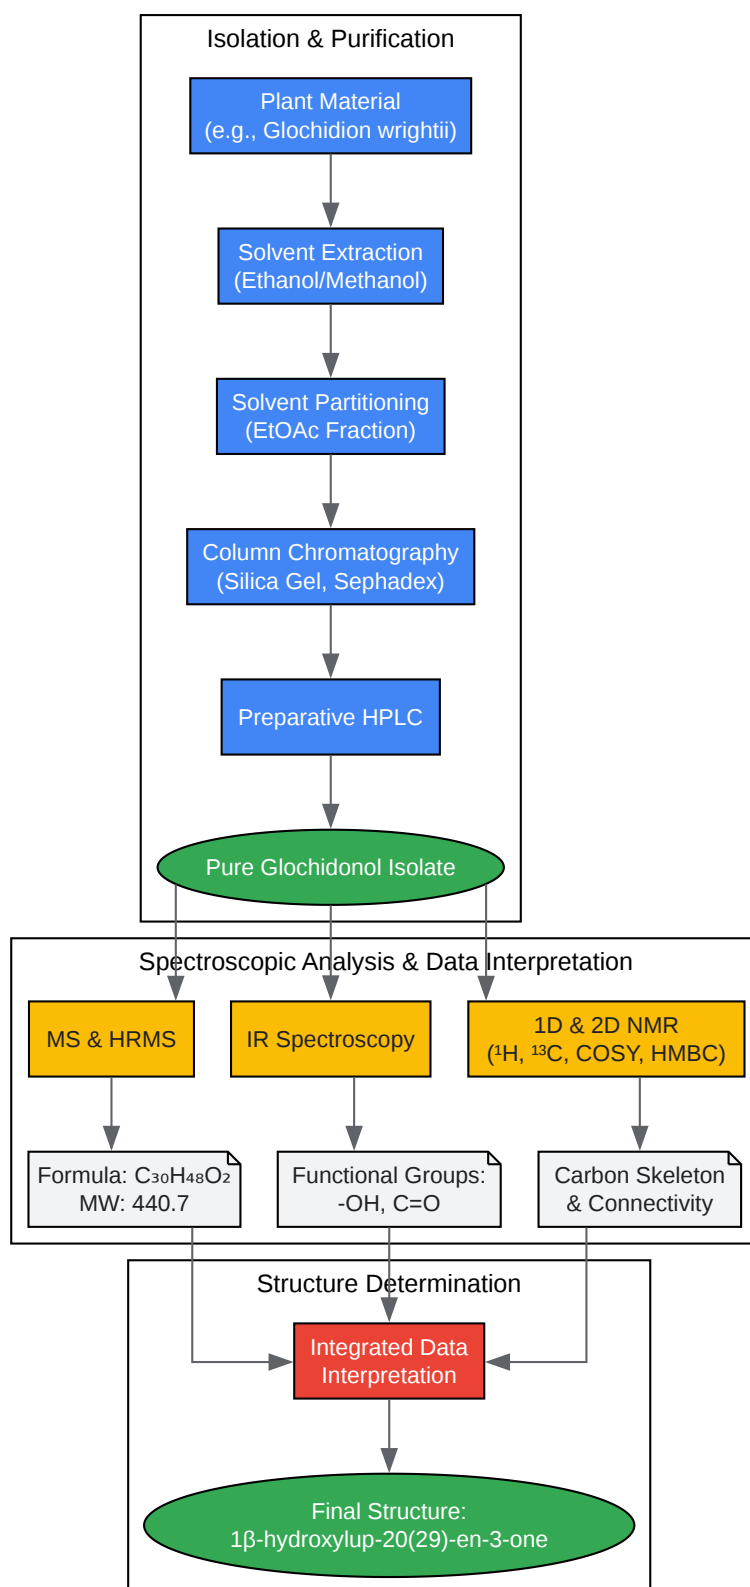 Isolation & Purification
Plant Material
(e.g., Glochidion wrightii)
Solvent Extraction
(Ethanol/Methanol)
Solvent Partitioning
(EtOAc Fraction)
Column Chromatography
(Silica Gel, Sephadex)
Preparative HPLC
Pure Glochidonol Isolate
Spectroscopic Analysis & Data Interpretation
MS & HRMS
IR Spectroscopy
1D & 2D NMR
(¹H, ¹³C, COSY, HMBC)
Formula: C₃₀H₄₈O₂
MW: 440.7
Functional Groups:
-OH, C=O
Carbon Skeleton
& Connectivity
Structure Determination
Integrated Data
Interpretation
Final Structure:
1β-hydroxylup-20(29)-en-3-one